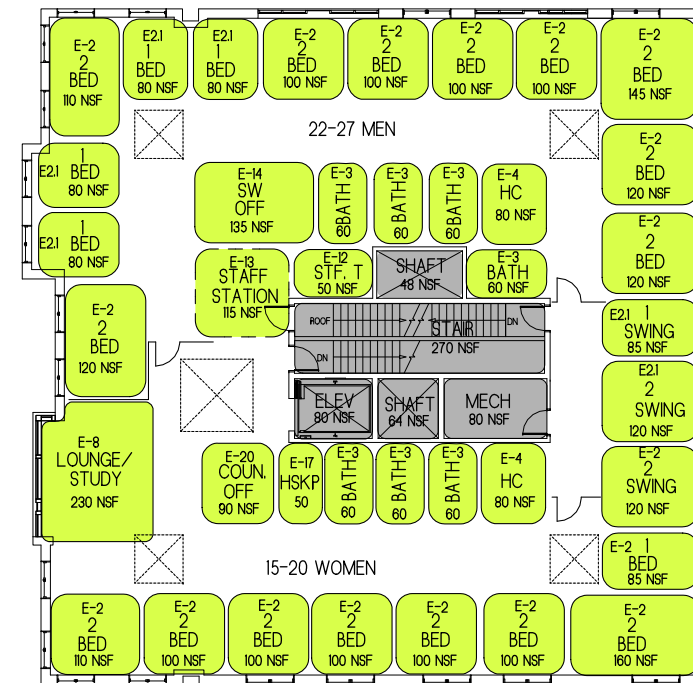 E-2
2
BED
110 NSF
E2.1
1
BED
80 NSF
E2.1
1
BED
80 NSF
E-2
2
BED
100 NSF
E-2
2
BED
100 NSF
E-2
2
BED
100 NSF
E-2
2
BED
100 NSF
E-2
2
BED
145 NSF
22-27 MEN
E2.1
1
BED
80 NSF
E-14
SW
OFF
135 NSF
E-3
BATH
60
E-3
BATH
60
E-3
BATH
60
E-4
HC
80 NSF
E-2
2
BED
120 NSF
E2.1
1
BED
80 NSF
E-13
STAFF
STATION
115 NSF
E-12
STF. T
50 NSF
SHAFT
48 NSF
E-3
BATH
60 NSF
E-2
2
BED
120 NSF
E-2
2
BED
120 NSF
ROOF
DN
STAIR
270 NSF
DN
E2.1
1
SWING
85 NSF
ELEV
80 NSF
SHAFT
64 NSF
MECH
80 NSF
E2.1
2
SWING
120 NSF
E-8
LOUNGE/
STUDY
230 NSF
E-20
COUN.
OFF
90 NSF
E-17
HSKP
50
E-3
BATH
60
E-3
BATH
60
E-3
BATH
60
E-4
HC
80 NSF
E-2
2
SWING
120 NSF
15-20 WOMEN
E-2
1
BED
85 NSF
E-2
2
BED
110 NSF
E-2
2
BED
100 NSF
E-2
2
BED
100 NSF
E-2
2
BED
100 NSF
E-2
2
BED
100 NSF
E-2
2
BED
100 NSF
E-2
2
BED
160 NSF